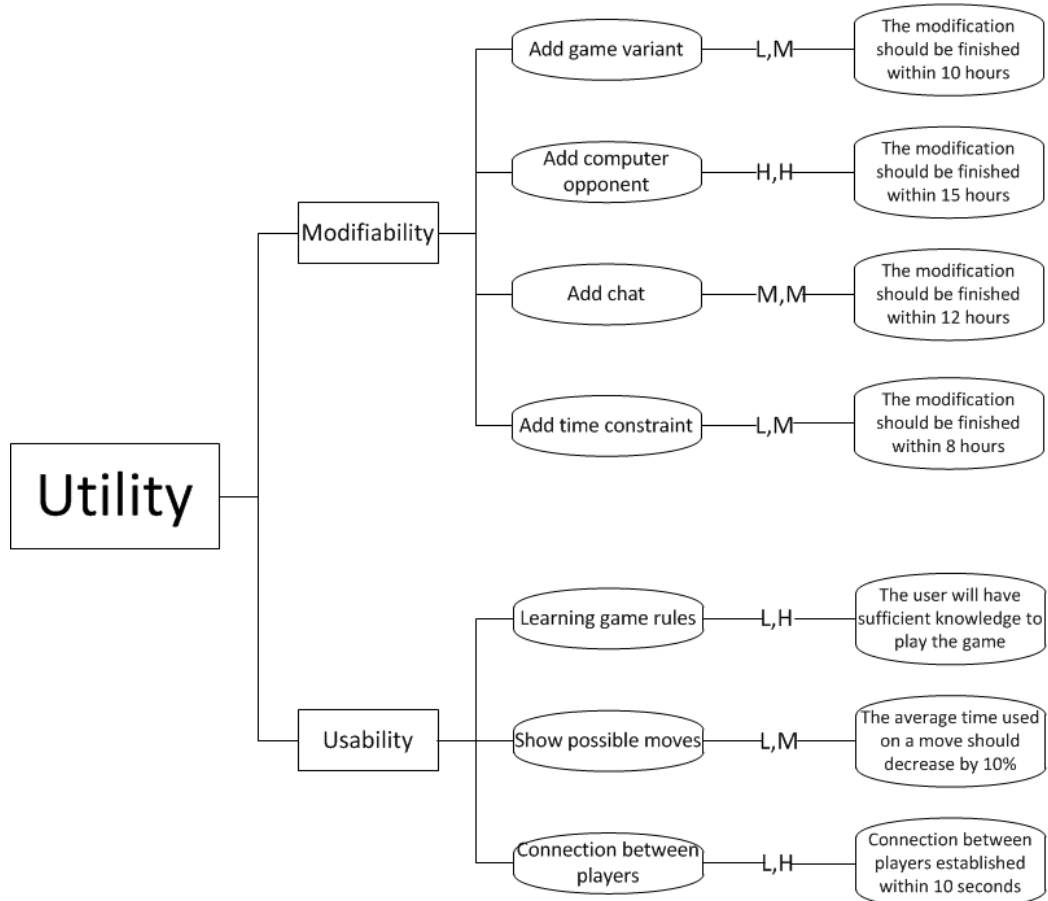 Utility
Modifiability
Add game variant
L,M
The modification
should be finished
within 10 hours
Add computer
opponent
H,H
The modification
should be finished
within 15 hours
Add chat
M,M
The modification
should be finished
within 12 hours
Add time constraint
L,M
The modification
should be finished
within 8 hours
Usability
Learning game rules
L,H
The user will have
sufficient knowledge to
play the game
Show possible moves
L,M
The average time used
on a move should
decrease by 10%
Connection between
players
L,H
Connection between
players established
within 10 seconds